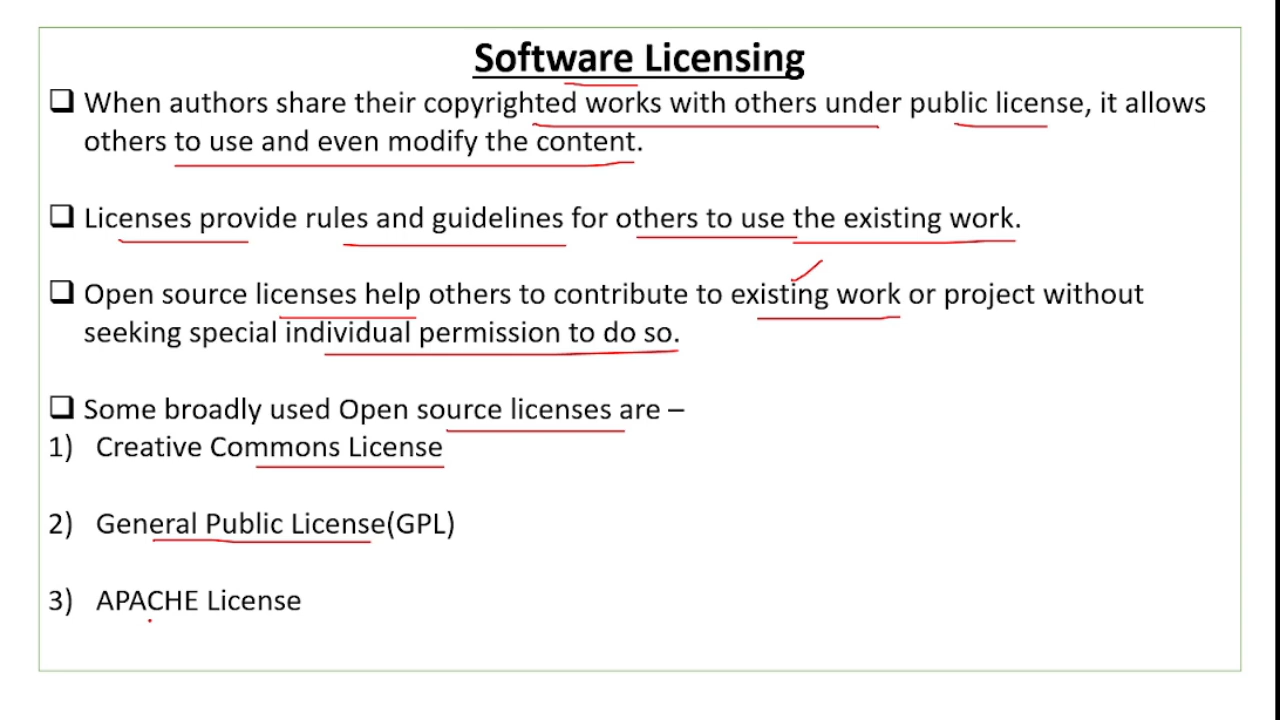 Software Licensing
❑ When authors share their copyrighted works with others under public license, it allows
others to use and even modify the content.
❑ Licenses provide rules and guidelines for others to use the existing work.
❑ Open source licenses help others to contribute to existing work or project without
seeking special individual permission to do so.
❑ Some broadly used Open source licenses are –
1) Creative Commons License
2) General Public License(GPL)
3) APACHE License